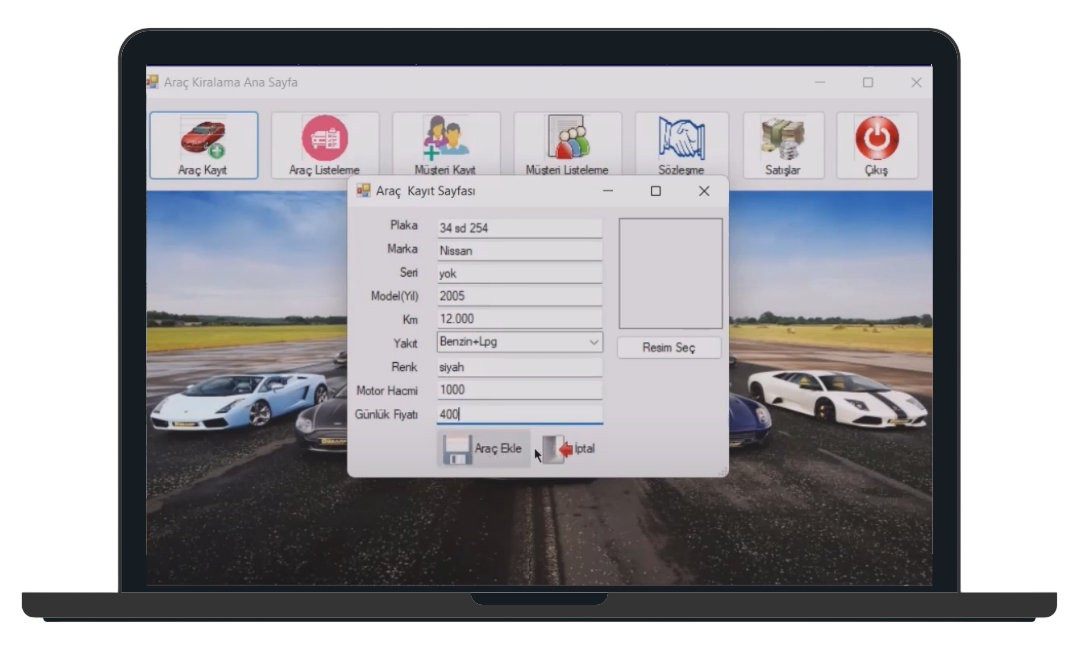 Araç Kiralama Ana Sayfa
Araç Kayıt
Araç Listeleme
Müşteri Kayıt
Müşteri Listeleme
Sözleşme
Satışlar
Çıkış
Araç Kayıt Sayfası
Plaka 34 sd 254
Marka Nissan
Seri yok
Model(Yıl) 2005
Km 12.000
Yakıt Benzin+Lpg
Renk siyah
Motor Hacmi 1000
Günlük Fiyatı 400
Resim Seç
Araç Ekle
İptal